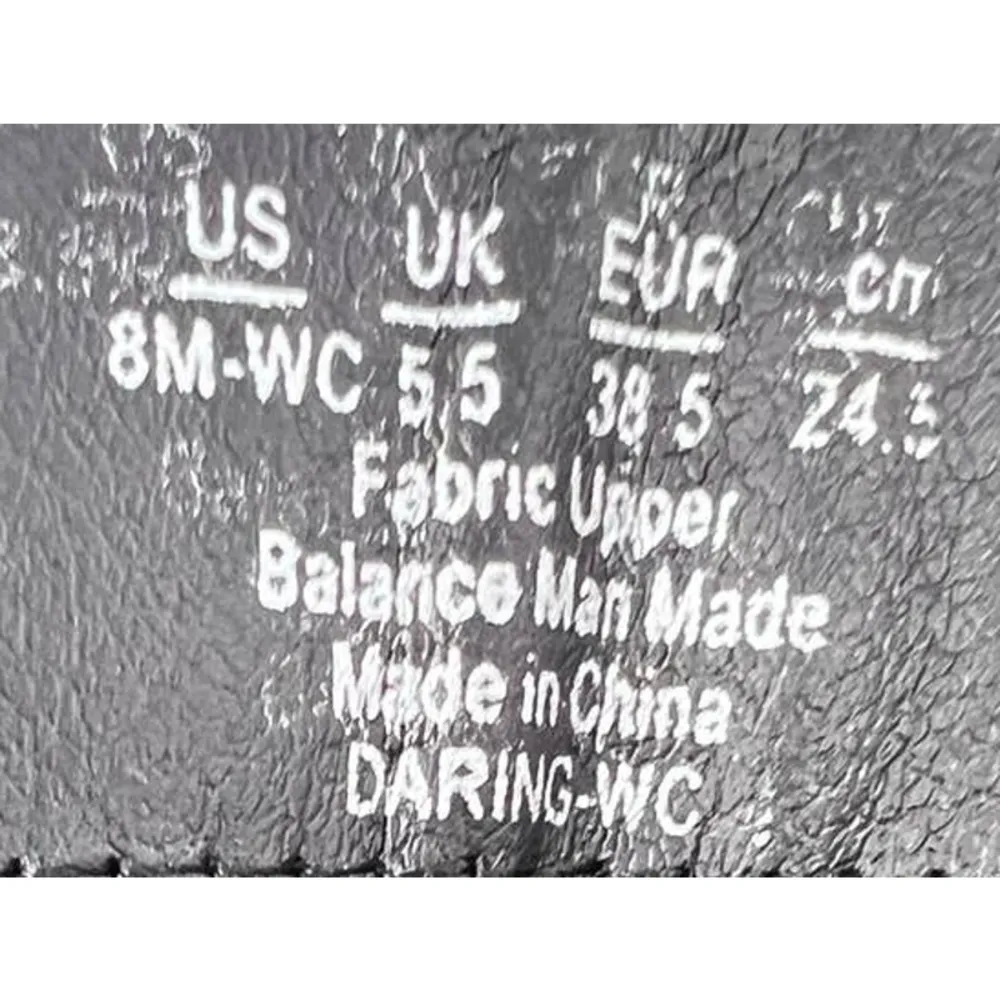 US UK EUR cm
8M-WC 5.5 38.5 24.5
Fabric Upper
Balance Man Made
Made in China
DARING-WC